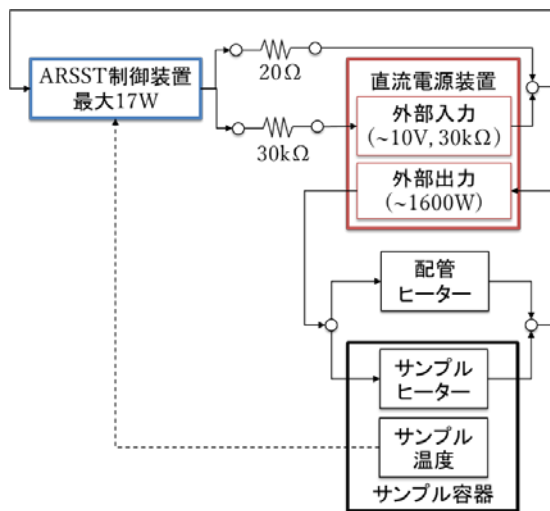 ARSST制御装置
最大17W
20Ω
30kΩ
直流電源装置
外部入力
(~10V, 30kΩ)
外部出力
(~1600W)
配管
ヒーター
サンプル
ヒーター
サンプル
温度
サンプル容器